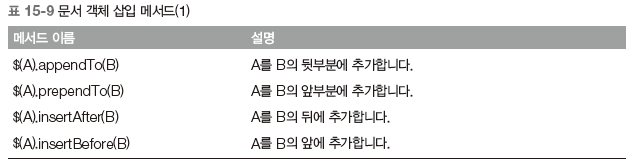 표 15-9 문서 객체 삽입 메서드(1)
메서드 이름 설명
$(A).appendTo(B) A를 B의 뒷부분에 추가합니다.
$(A).prependTo(B) A를 B의 앞부분에 추가합니다.
$(A).insertAfter(B) A를 B의 뒤에 추가합니다.
$(A).insertBefore(B) A를 B의 앞에 추가합니다.